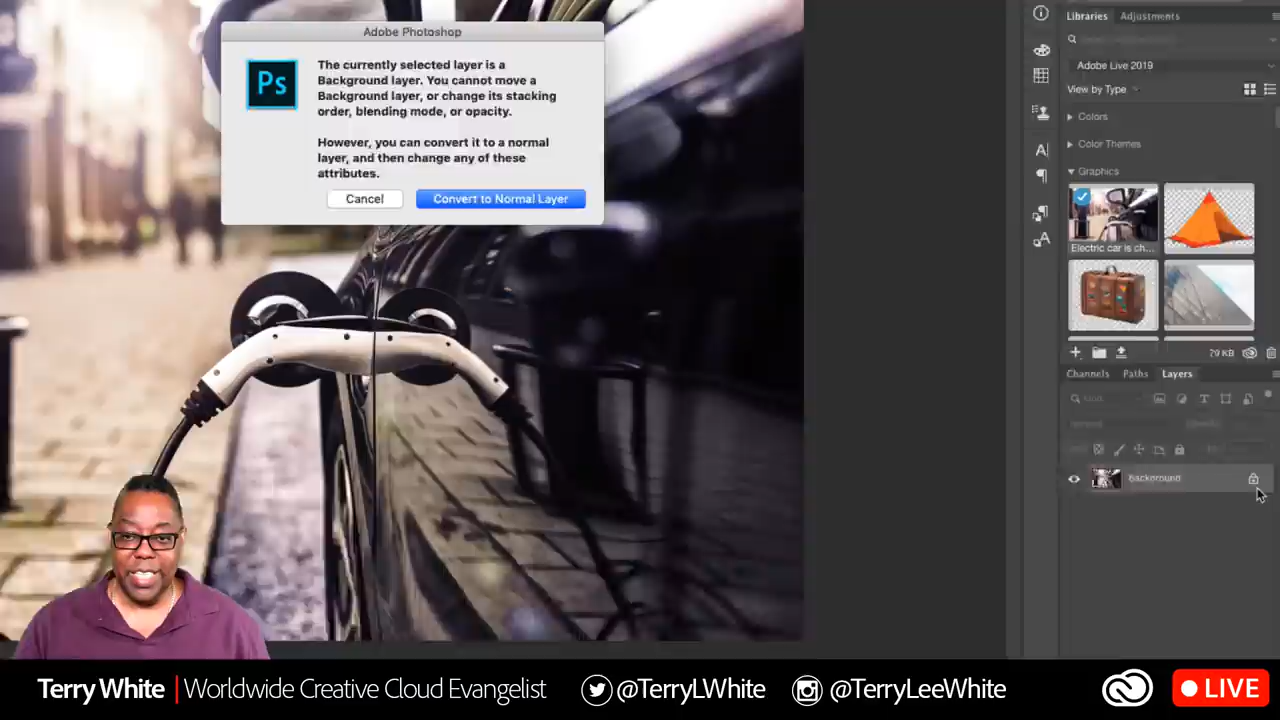 Adobe Photoshop
Ps
The currently selected layer is a
Background layer. You cannot move a
Background layer, or change its stacking
order, blending mode, or opacity.
However, you can convert it to a normal
layer, and then change any of these
attributes.
Cancel
Convert to Normal Layer
Libraries
Adjustments
Adobe Live 2019
View by Type
Colors
Color Themes
Graphics
Electric car is ch...
79 KB
Channels
Paths
Layers
Background
Terry White
Worldwide Creative Cloud Evangelist
@TerryLWhite
@TerryLeeWhite
LIVE